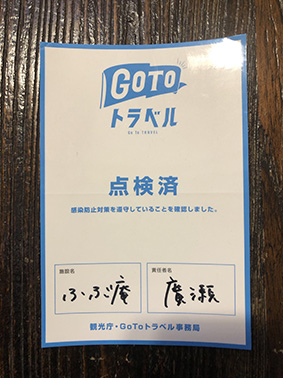 GOTO
トラベル
GO TO TRAVEL
点検済
感染防止対策を遵守していることを確認しました。
施設名
ふふ庵
責任者名
廣瀬
観光庁・GoToトラベル事務局